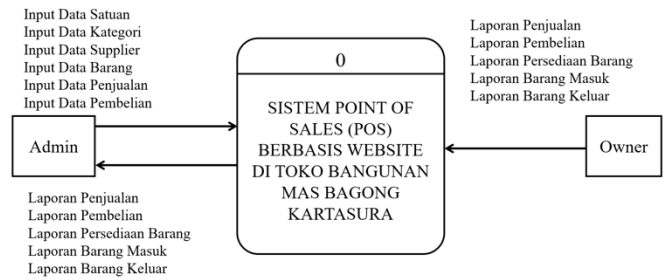 Input Data Satuan
Input Data Kategori
Input Data Supplier
Input Data Barang
Input Data Penjualan
Input Data Pembelian
Admin
Laporan Penjualan
Laporan Pembelian
Laporan Persediaan Barang
Laporan Barang Masuk
Laporan Barang Keluar
0
SISTEM POINT OF
SALES (POS)
BERBASIS WEBSITE
DI TOKO BANGUNAN
MAS BAGONG
KARTASURA
Laporan Penjualan
Laporan Pembelian
Laporan Persediaan Barang
Laporan Barang Masuk
Laporan Barang Keluar
Owner